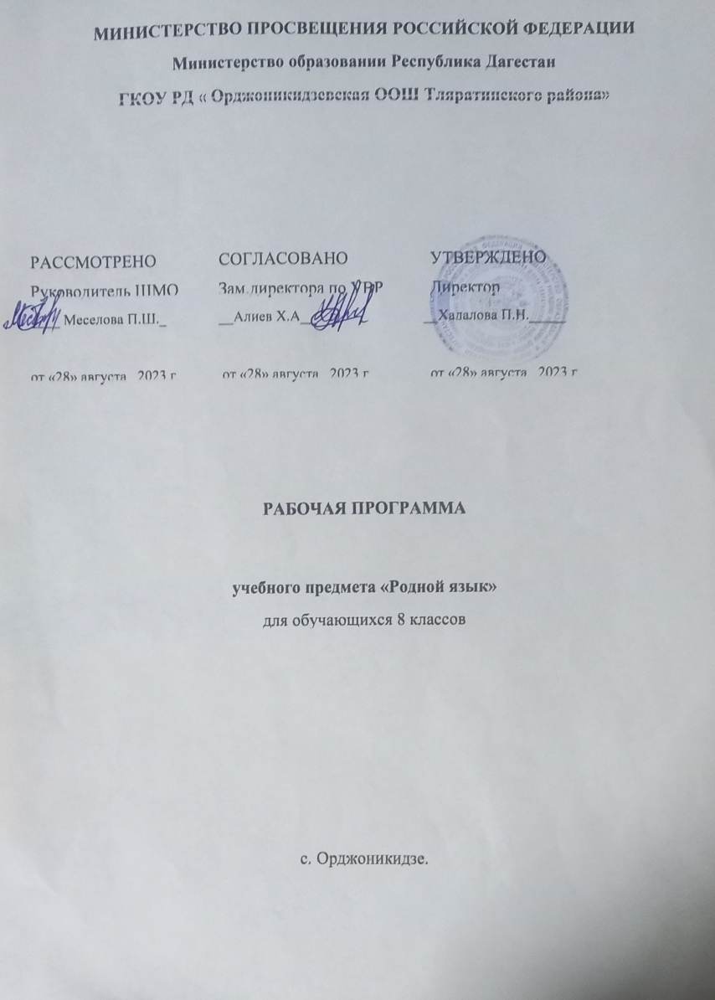 МИНИСТЕРСТВО ПРОСВЕЩЕНИЯ РОССИЙСКОЙ ФЕДЕРАЦИИ
Министерство образовании Республика Дагестан
ГКОУ РД « Орджоникидзевская ООШ Тляратинского района»
РАССМОТРЕНО СОГЛАСОВАНО УТВЕРЖДЕНО
Руководитель ШМО Зам.директора по УВР Директор
Меселова П.Ш._ __Алиев Х.А__ __Халалова П.Н._____
от «28» августа 2023 г от «28» августа 2023 г от «28» августа 2023 г
РАБОЧАЯ ПРОГРАММА
учебного предмета «Родной язык»
для обучающихся 8 классов
с. Орджоникидзе.